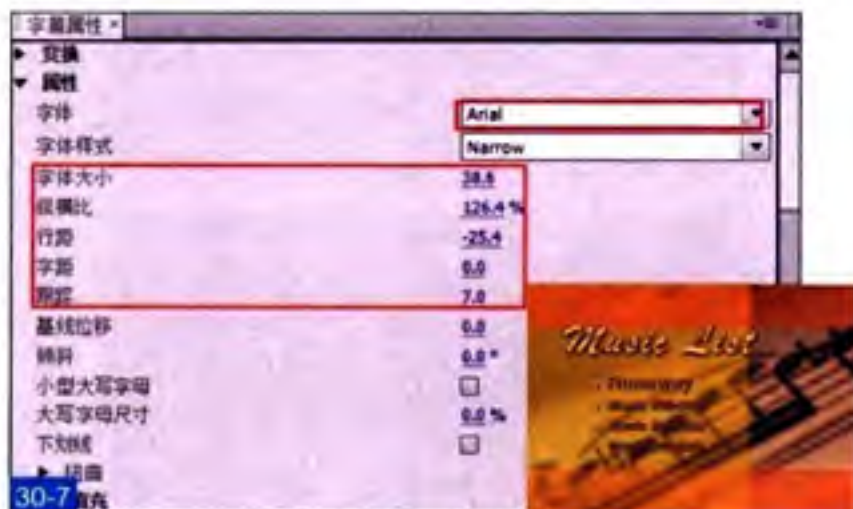 字幕属性
变换
属性
字体 Arial
字体样式 Narrow
字体大小 38.6
纵横比 126.4 %
行距 -25.4
字距 0.0
跟踪 7.0
基线位移 0.0
倾斜 0.0 °
小型大写字母
大写字母尺寸 0.0 %
下划线
扭曲
填充
30-7
Music List